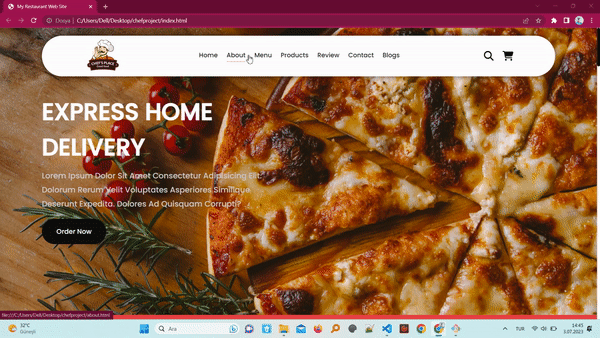 My Restaurant Web Site
Dosya
C:/Users/Dell/Desktop/chefproject/index.html
CHEF'S PLACE
Home About Menu Products Review Contact Blogs
EXPRESS HOME
DELIVERY
Lorem Ipsum Dolor Sit Amet Consectetur Adipisicing Elit.
Dolorum Rerum Velit Voluptates Asperiores Similique
Deserunt Expedita. Dolores Ad Quisquam Corrupti?
Order Now
file:///C:/Users/Dell/Desktop/chefproject/about.html
32°C
Güneşli
Ara
TUR
14:45
1.07.2023